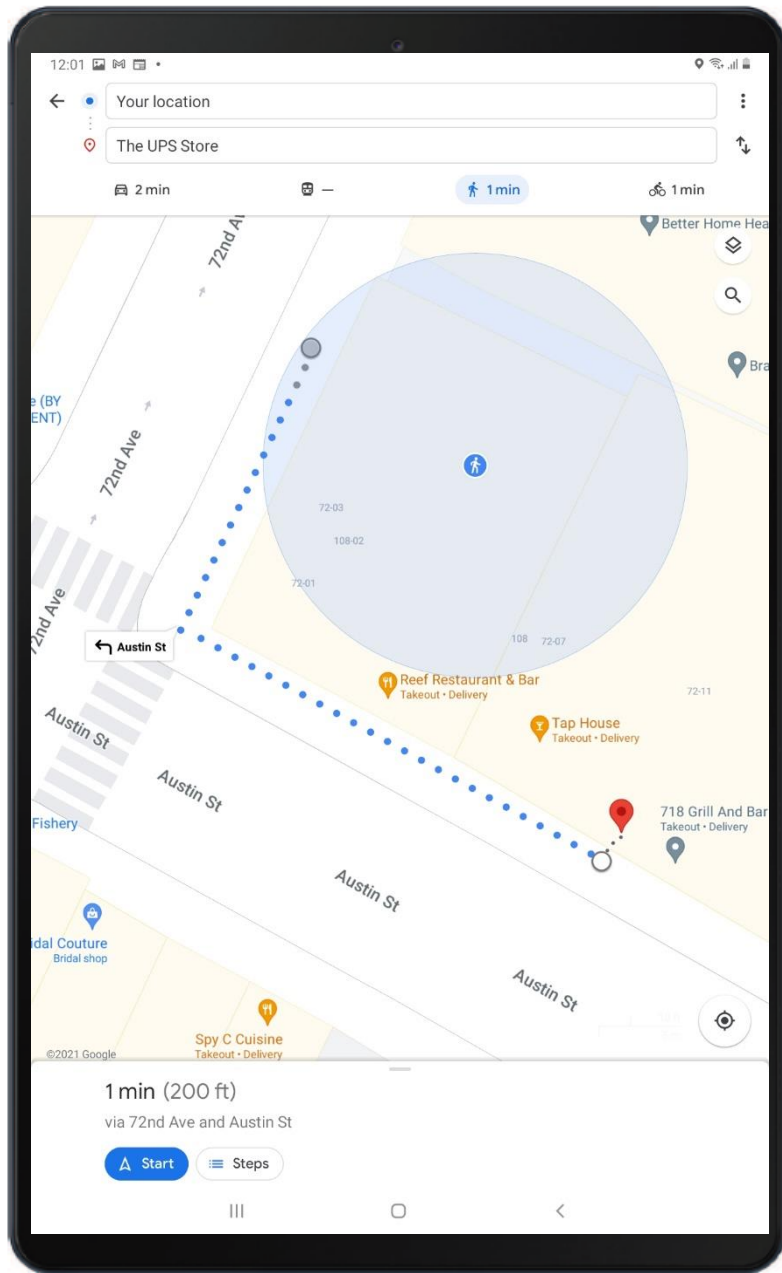 12:01
Your location
The UPS Store
2 min
—
1 min
1 min
Better Home Hea
72nd Av
Bra
e (BY
ENT)
72nd Ave
72-03
108-02
72-01
72nd Ave
Austin St
108
72-07
Reef Restaurant & Bar
Takeout • Delivery
72-11
Austin St
Tap House
Takeout • Delivery
Austin St
718 Grill And Bar
Takeout • Delivery
Fishery
Austin St
idal Couture
Bridal shop
Austin St
Spy C Cuisine
Takeout • Delivery
©2021 Google
1 min (200 ft)
via 72nd Ave and Austin St
Start
Steps